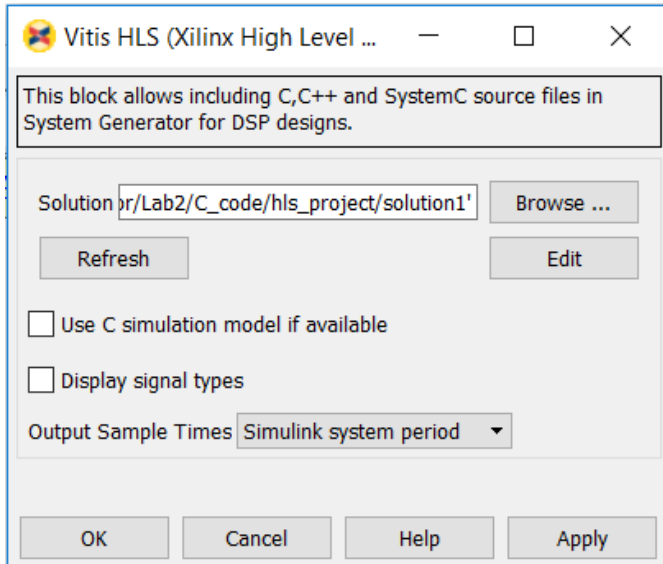 Vitis HLS (Xilinx High Level ...
This block allows including C,C++ and SystemC source files in
System Generator for DSP designs.
Solution or/Lab2/C_code/hls_project/solution1' Browse ...
Refresh Edit
Use C simulation model if available
Display signal types
Output Sample Times Simulink system period
OK Cancel Help Apply